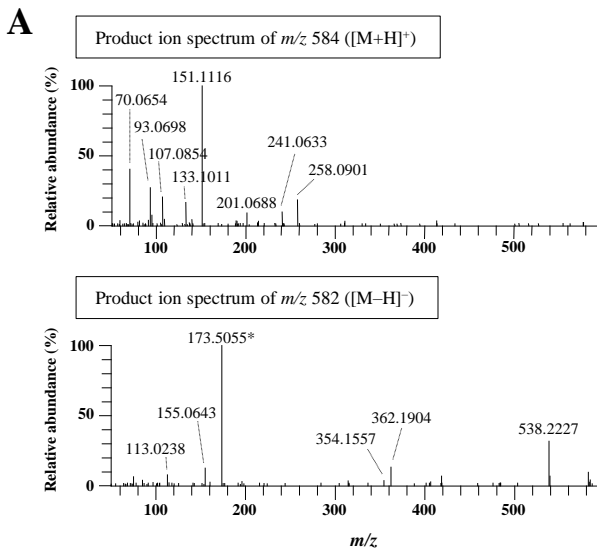 A
Product ion spectrum of m/z 584 ([M+H]⁺)
Relative abundance (%)
100
50
0
151.1116
70.0654
93.0698
107.0854
133.1011
201.0688
241.0633
258.0901
100 200 300 400 500
Product ion spectrum of m/z 582 ([M–H]⁻)
Relative abundance (%)
100
50
0
173.5055*
155.0643
113.0238
354.1557
362.1904
538.2227
100 200 300 400 500
m/z